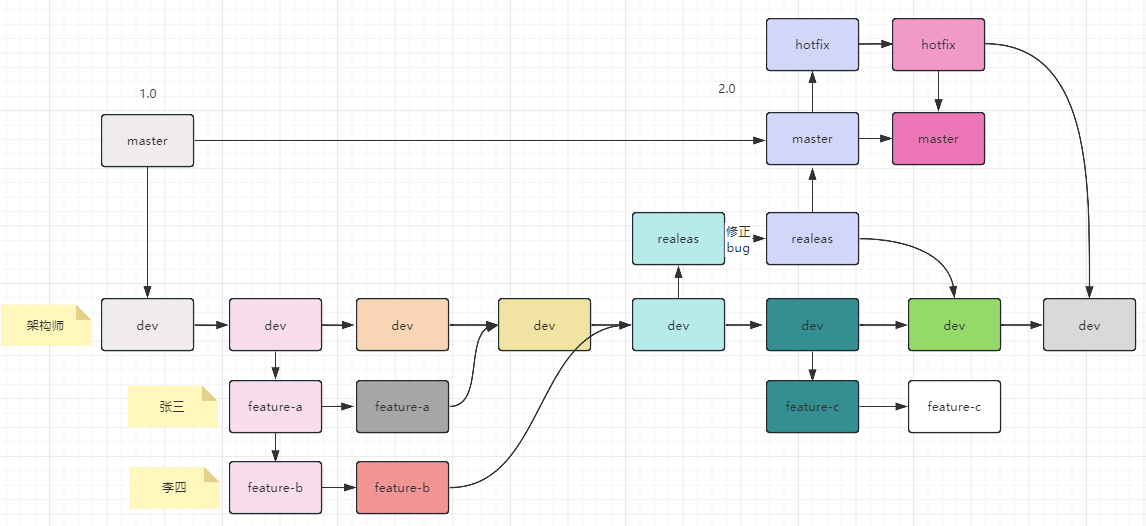 hotfix
hotfix
1.0
2.0
master
master
master
realeas
修正
bug
realeas
架构师
dev
dev
dev
dev
dev
dev
dev
dev
张三
feature-a
feature-a
feature-c
feature-c
李四
feature-b
feature-b